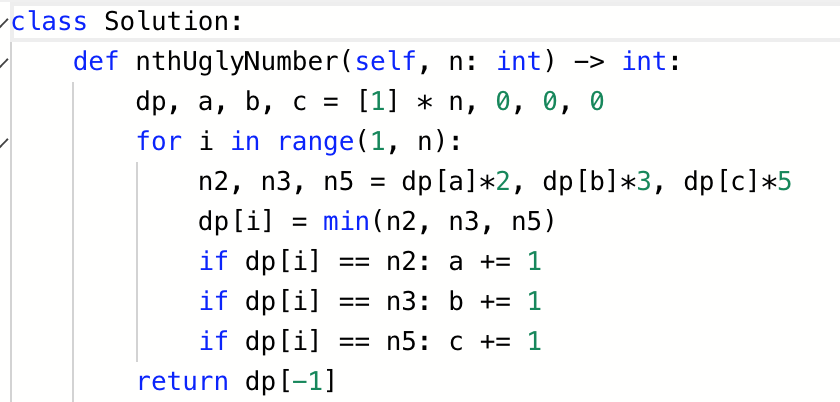 class Solution:
    def nthUglyNumber(self, n: int) -> int:
        dp, a, b, c = [1] * n, 0, 0, 0
        for i in range(1, n):
            n2, n3, n5 = dp[a]*2, dp[b]*3, dp[c]*5
            dp[i] = min(n2, n3, n5)
            if dp[i] == n2: a += 1
            if dp[i] == n3: b += 1
            if dp[i] == n5: c += 1
        return dp[-1]